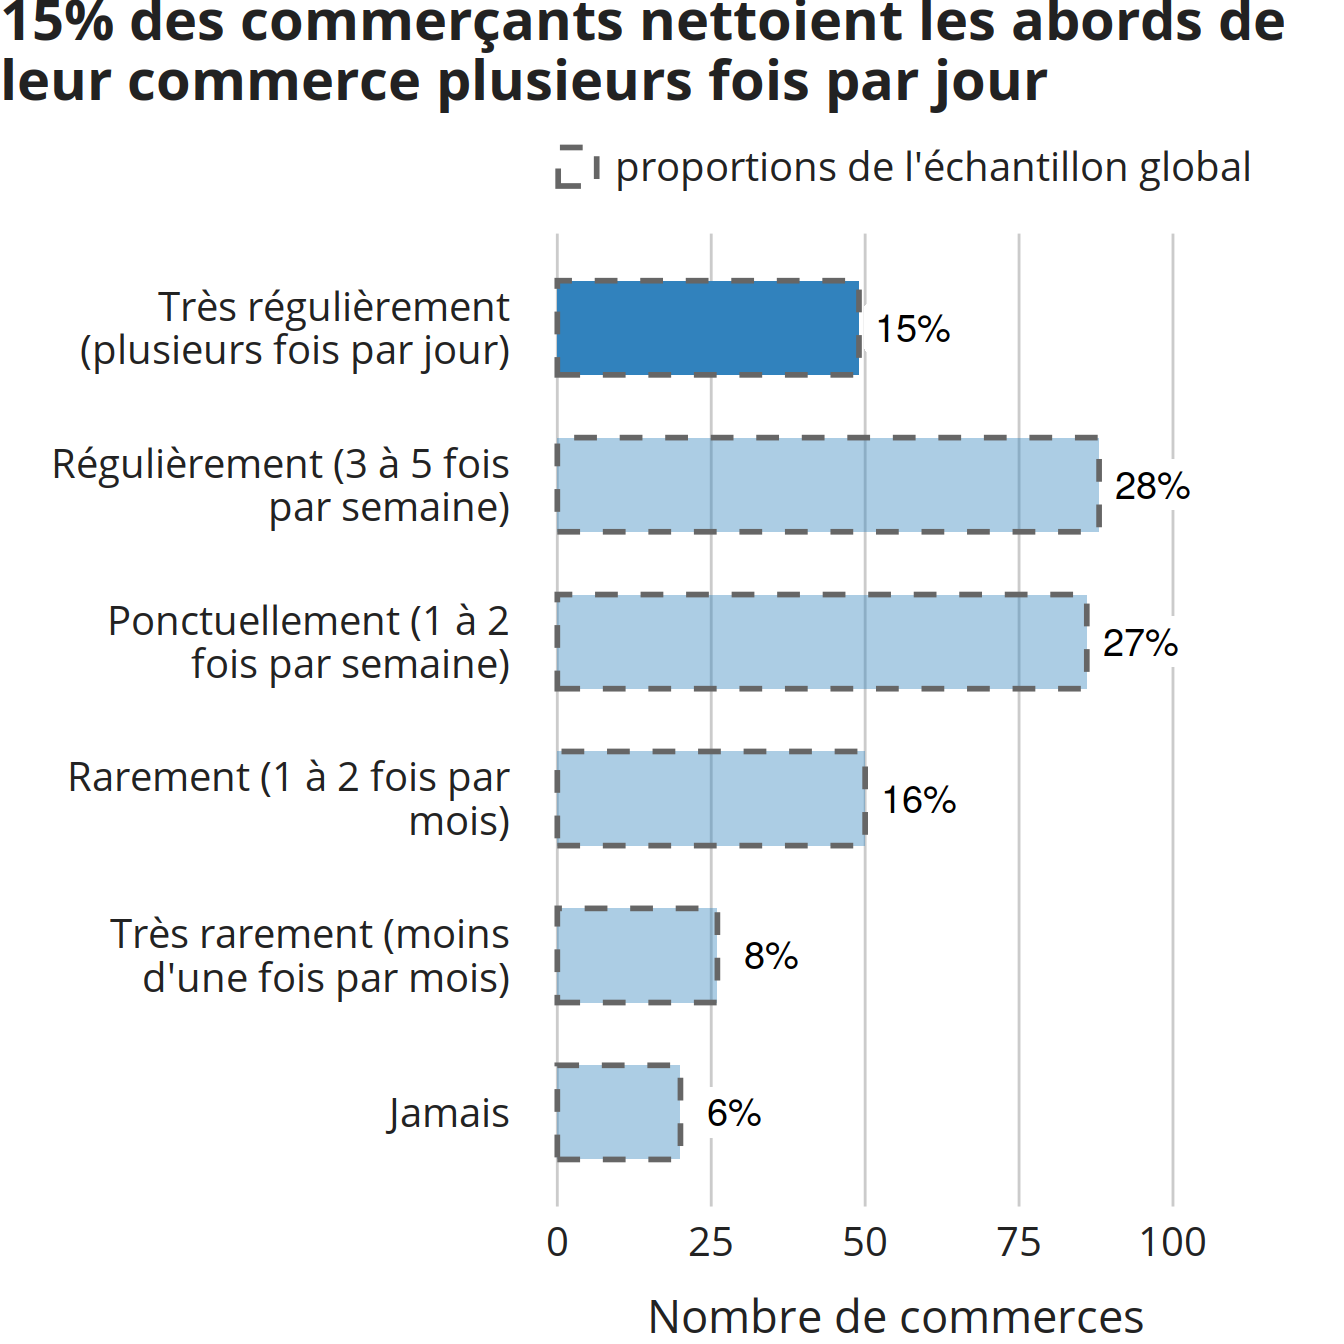 15% des commerçants nettoient les abords de
leur commerce plusieurs fois par jour
proportions de l'échantillon global
Très régulièrement
(plusieurs fois par jour)
15%
Régulièrement (3 à 5 fois
par semaine)
28%
Ponctuellement (1 à 2
fois par semaine)
27%
Rarement (1 à 2 fois par
mois)
16%
Très rarement (moins
d'une fois par mois)
8%
Jamais
6%
0 25 50 75 100
Nombre de commerces